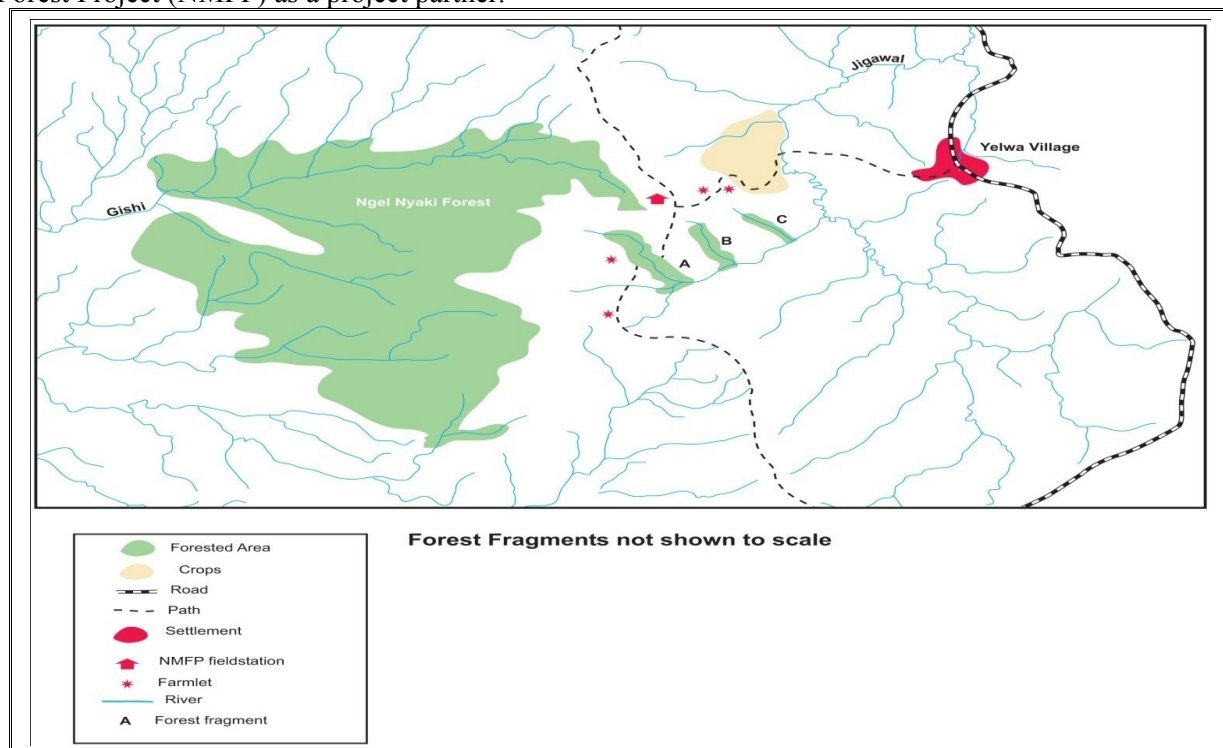 Forest Project (NMFP) as a project partner.
Jigawal
Yelwa Village
Ngel Nyaki Forest
Gishi
C
B
A
Forest Fragments not shown to scale
Forested Area
Crops
Road
Path
Settlement
NMFP fieldstation
Farmlet
River
A Forest fragment